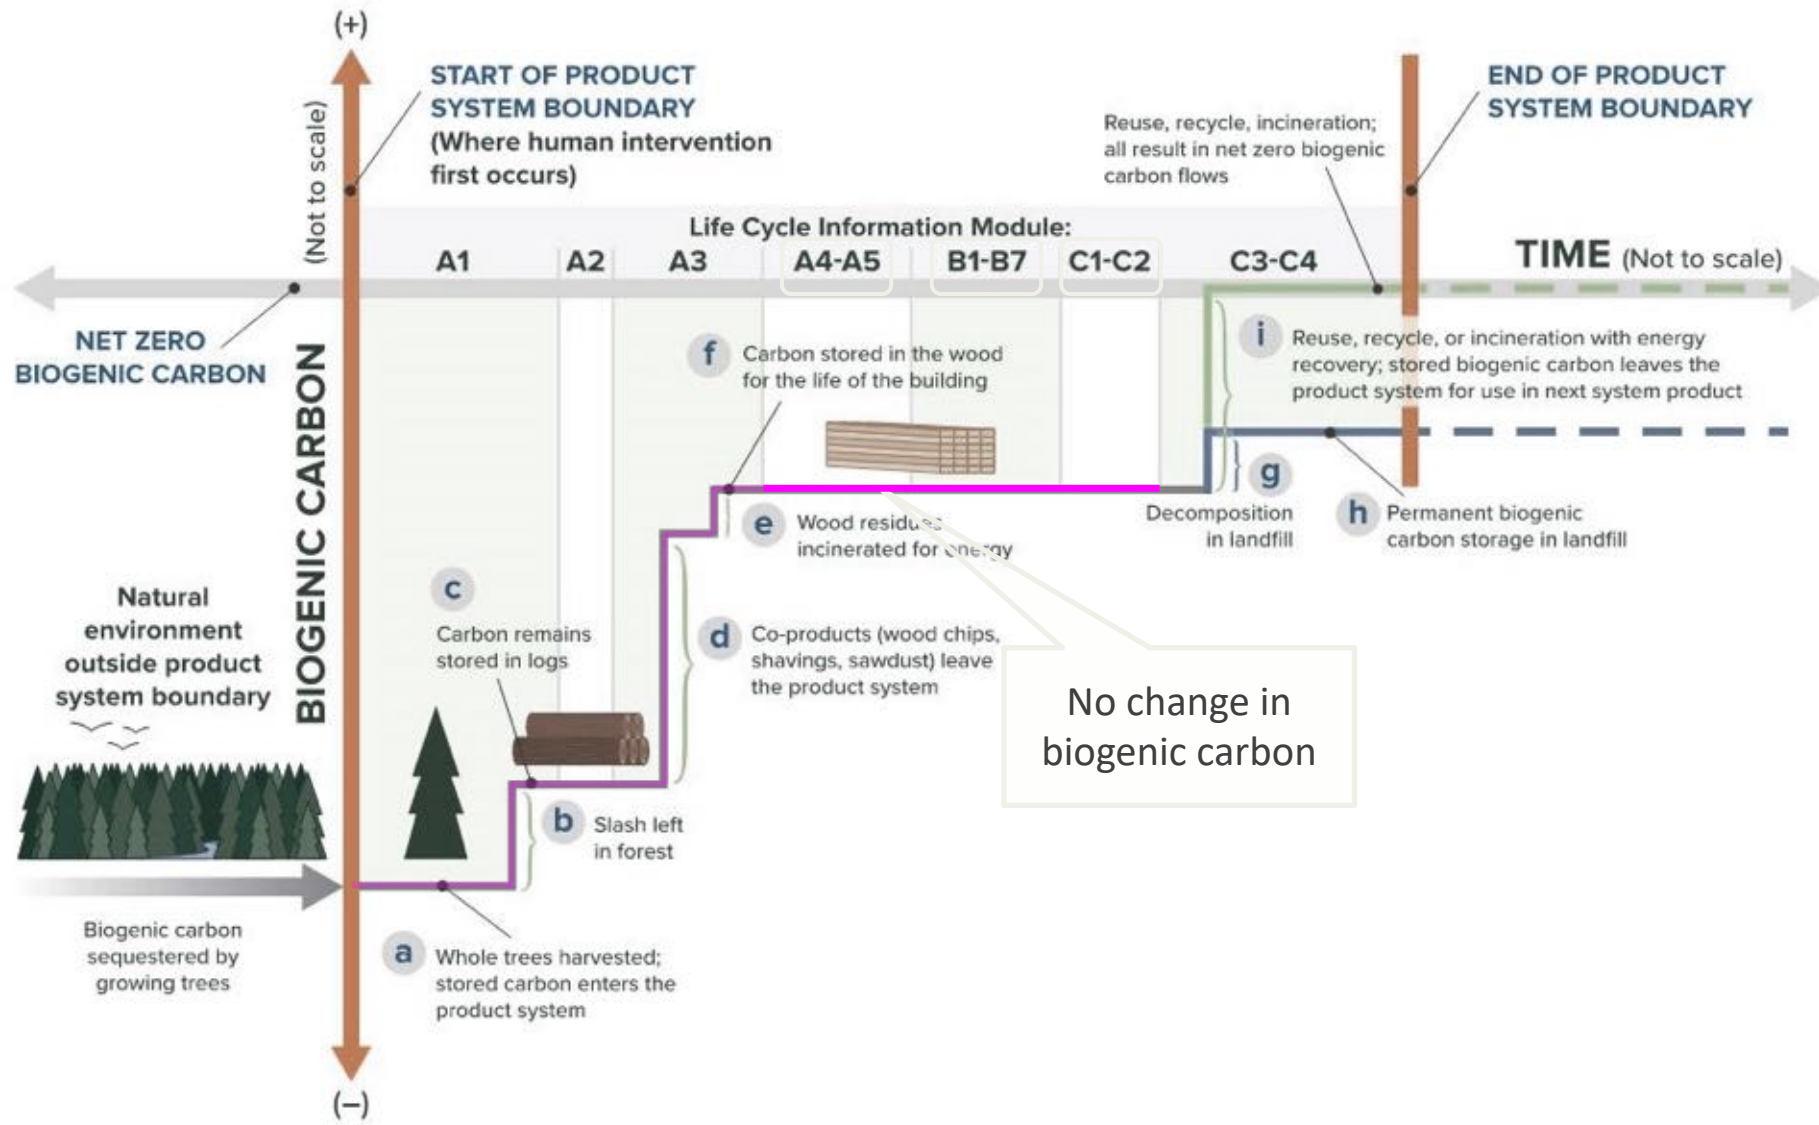 (+)
START OF PRODUCT
SYSTEM BOUNDARY
(Where human intervention
first occurs)
(Not to scale)
END OF PRODUCT
SYSTEM BOUNDARY
Reuse, recycle, incineration;
all result in net zero biogenic
carbon flows
Life Cycle Information Module:
A1 A2 A3 A4-A5 B1-B7 C1-C2 C3-C4
TIME (Not to scale)
NET ZERO
BIOGENIC CARBON
BIOGENIC CARBON
f Carbon stored in the wood
for the life of the building
i Reuse, recycle, or incineration with energy
recovery; stored biogenic carbon leaves the
product system for use in next system product
g
Decomposition
in landfill
h Permanent biogenic
carbon storage in landfill
e Wood residues
incinerated for energy
c
Carbon remains
stored in logs
d Co-products (wood chips,
shavings, sawdust) leave
the product system
No change in
biogenic carbon
Natural
environment
outside product
system boundary
b Slash left
in forest
Biogenic carbon
sequestered by
growing trees
a Whole trees harvested;
stored carbon enters the
product system
(−)